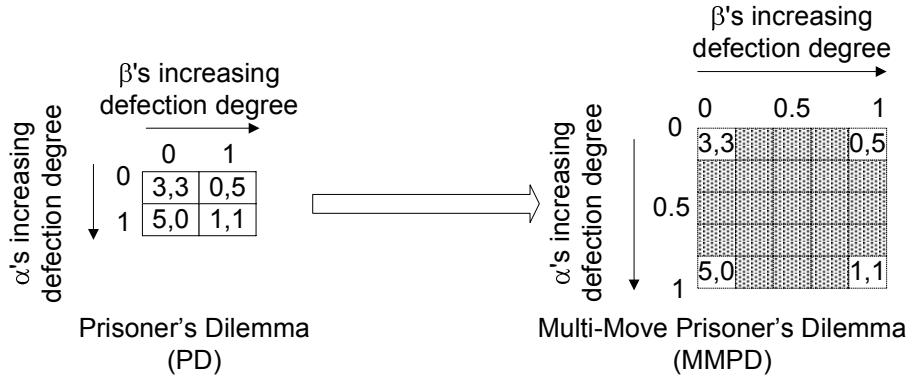 β's increasing
defection degree
0 1
α's increasing
defection degree
0
3,3 0,5
1
5,0 1,1
Prisoner's Dilemma
(PD)
β's increasing
defection degree
0 0.5 1
α's increasing
defection degree
0
3,3 0,5
0.5
5,0 1,1
1
Multi-Move Prisoner's Dilemma
(MMPD)